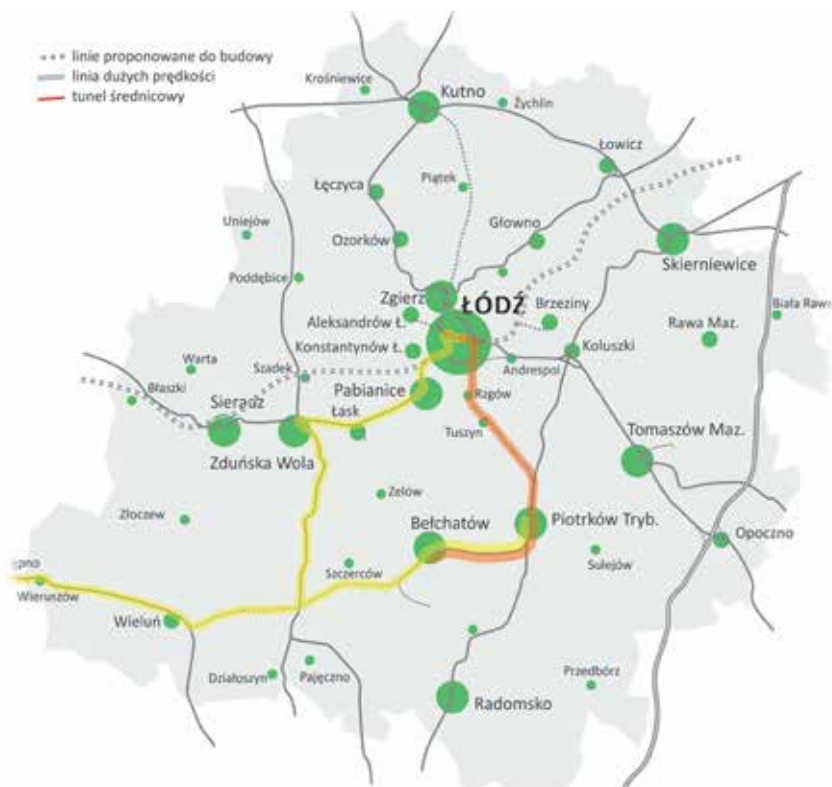 linie proponowane do budowy
linia dużych prędkości
tunel średnicowy
Krośniewice
Kutno
Żychlin
Łowicz
Łęczyca
Piątek
Uniejów
Ozorków
Głowno
Skierniewice
Poddębice
Zgierz
ŁÓDŹ
Brzeziny
Biała Raws
Aleksandrów Ł.
Rawa Maz.
Konstantynów Ł.
Koluszki
Andrespol
Warta
Szadek
Błaszki
Pabianice
Rzgów
Sieradz
Łask
Tuszyn
Tomaszów Maz.
Zduńska Wola
Zelów
Złoczew
Bełchatów
Piotrków Tryb.
Opoczno
Sulejów
Szczerców
ępno
Wieruszów
Wieluń
Działoszyn
Pajęczno
Przedbórz
Radomsko